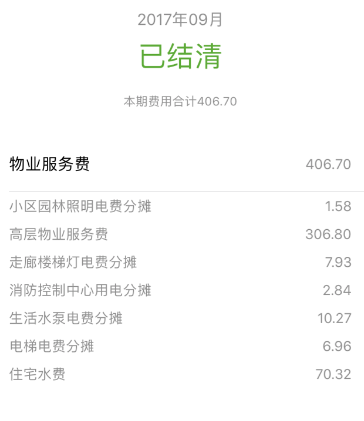 2017年09月
已结清
本期费用合计406.70
物业服务费 406.70
小区园林照明电费分摊 1.58
高层物业服务费 306.80
走廊楼梯灯电费分摊 7.93
消防控制中心用电分摊 2.84
生活水泵电费分摊 10.27
电梯电费分摊 6.96
住宅水费 70.32